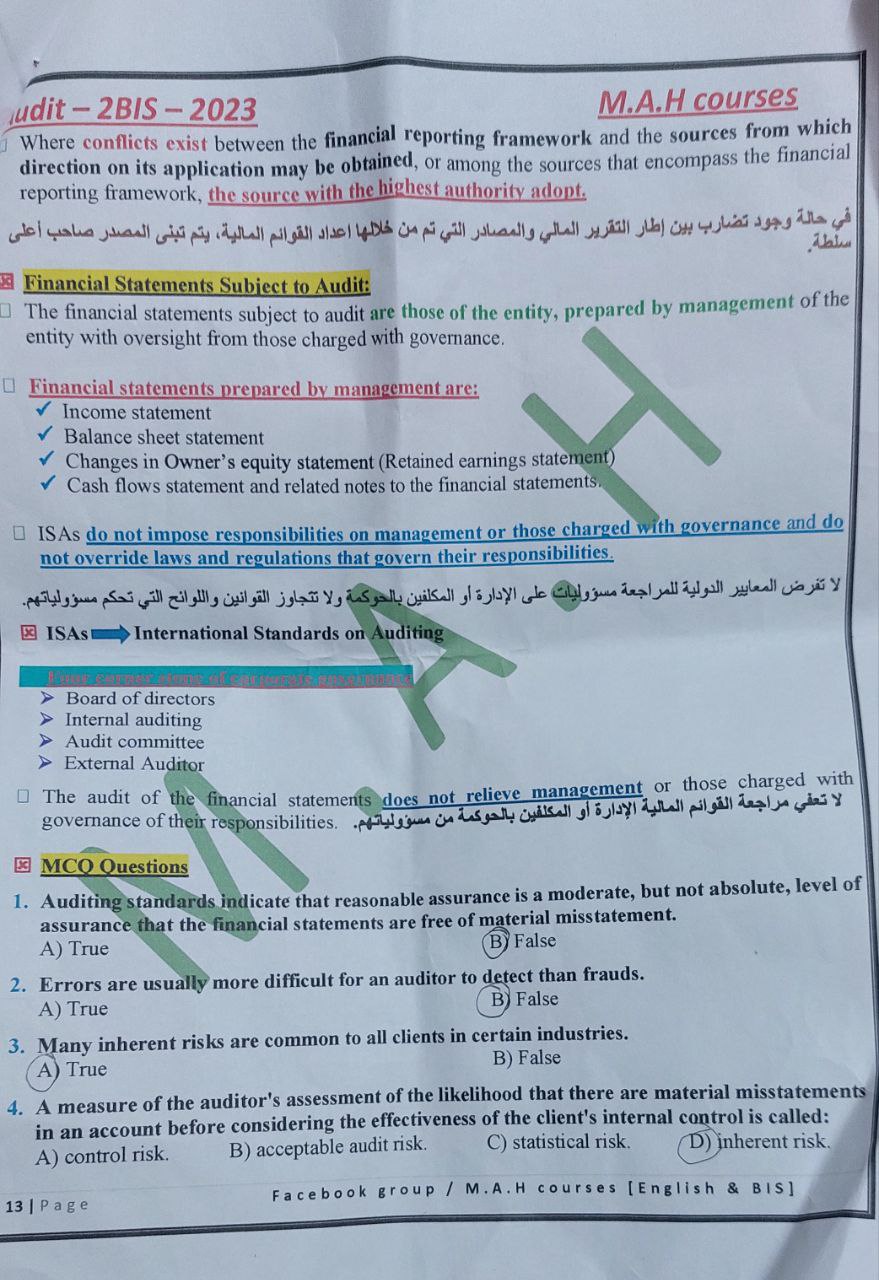 udit – 2BIS – 2023
M.A.H courses
Where conflicts exist between the financial reporting framework and the sources from which
direction on its application may be obtained, or among the sources that encompass the financial
reporting framework, the source with the highest authority adopt.
في حالة وجود تضارب بين إطار التقرير المالي والمصادر التي تم من خلالها إعداد القوائم المالية، يتم تبنى المصدر صاحب أعلى
سلطة.
Financial Statements Subject to Audit:
The financial statements subject to audit are those of the entity, prepared by management of the
entity with oversight from those charged with governance.
Financial statements prepared by management are:
✓ Income statement
✓ Balance sheet statement
✓ Changes in Owner's equity statement (Retained earnings statement)
✓ Cash flows statement and related notes to the financial statements.
ISAs do not impose responsibilities on management or those charged with governance and do
not override laws and regulations that govern their responsibilities.
لا تفرض المعايير الدولية للمراجعة مسؤوليات على الإدارة أو المكلفين بالحوكمة ولا تتجاوز القوانين واللوائح التي تحكم مسؤولياتهم.
ISAs ➡ International Standards on Auditing
Four corner stone of corporate governance
➤ Board of directors
➤ Internal auditing
➤ Audit committee
➤ External Auditor
The audit of the financial statements does not relieve management or those charged with
governance of their responsibilities. لا تعفي مراجعة القوائم المالية الإدارة أو المكلفين بالحوكمة من مسؤولياتهم.
MCQ Questions
1. Auditing standards indicate that reasonable assurance is a moderate, but not absolute, level of
assurance that the financial statements are free of material misstatement.
A) True B) False
2. Errors are usually more difficult for an auditor to detect than frauds.
A) True B) False
3. Many inherent risks are common to all clients in certain industries.
A) True B) False
4. A measure of the auditor's assessment of the likelihood that there are material misstatements
in an account before considering the effectiveness of the client's internal control is called:
A) control risk. B) acceptable audit risk. C) statistical risk. D) inherent risk.
13 | Page
Facebook group / M.A.H courses [English & BIS]
M.A.H